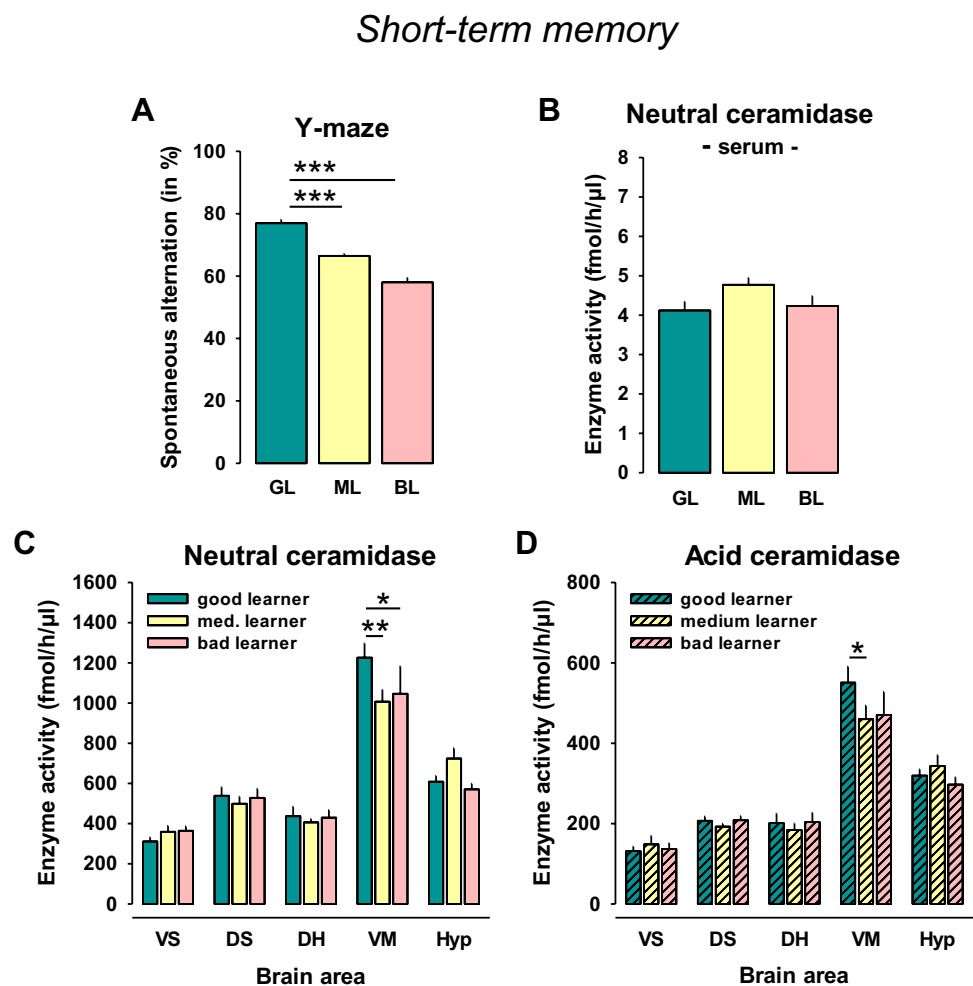 Short-term memory
A
Y-maze
Spontaneous alternation (in %)
100
80
60
40
20
0
***
***
GL ML BL
B
Neutral ceramidase
- serum -
Enzyme activity (fmol/h/µl)
8
7
6
5
4
3
2
1
0
GL ML BL
C
Neutral ceramidase
Enzyme activity (fmol/h/µl)
1600
1400
1200
1000
800
600
400
200
0
good learner
med. learner
bad learner
*
**
VS DS DH VM Hyp
Brain area
D
Acid ceramidase
Enzyme activity (fmol/h/µl)
800
600
400
200
0
good learner
medium learner
bad learner
*
VS DS DH VM Hyp
Brain area